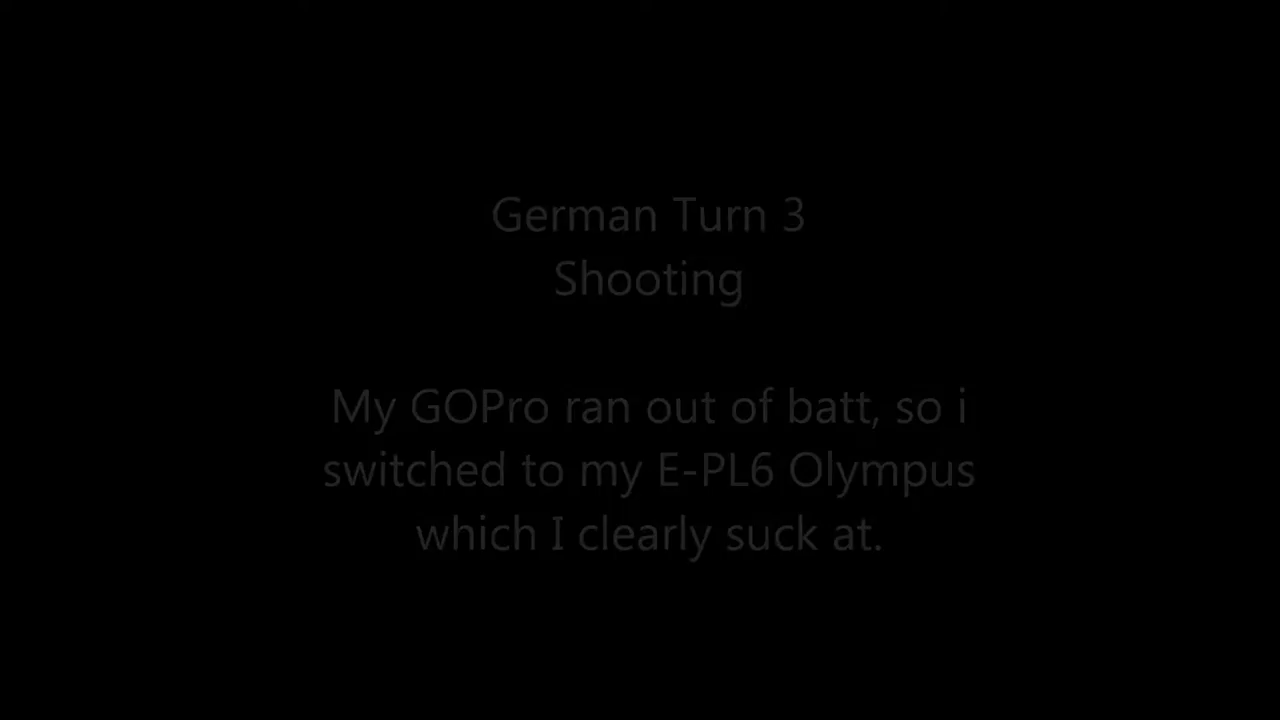 German Turn 3
Shooting
My GOPro ran out of batt, so i
switched to my E-PL6 Olympus
which I clearly suck at.